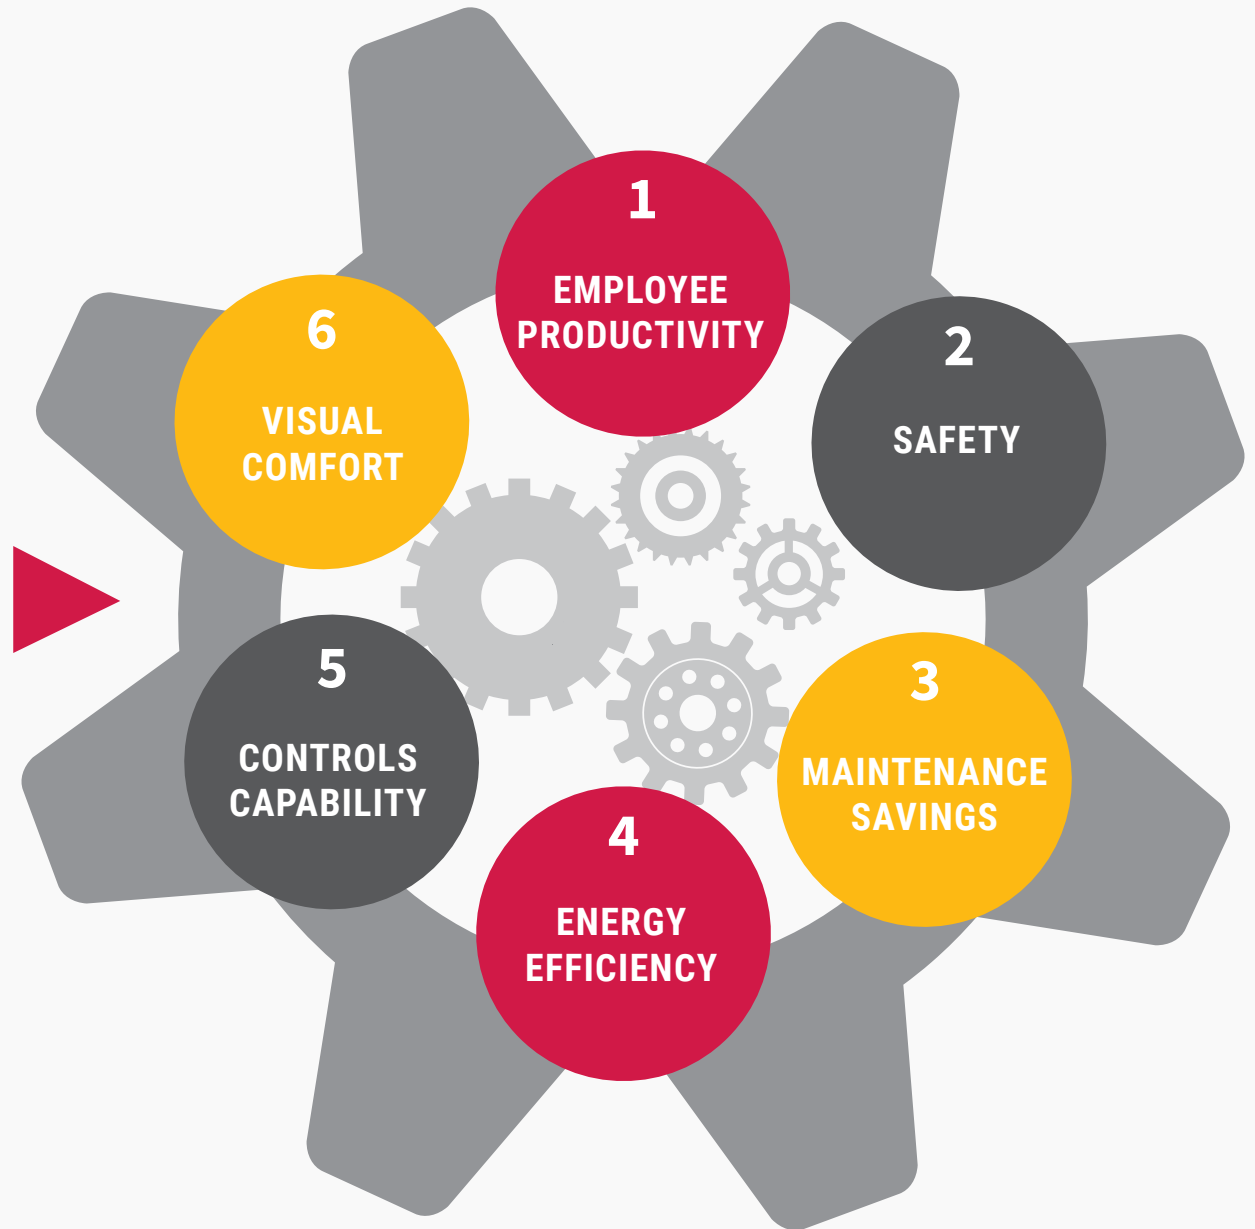 1
EMPLOYEE
PRODUCTIVITY
2
SAFETY
3
MAINTENANCE
SAVINGS
4
ENERGY
EFFICIENCY
5
CONTROLS
CAPABILITY
6
VISUAL
COMFORT